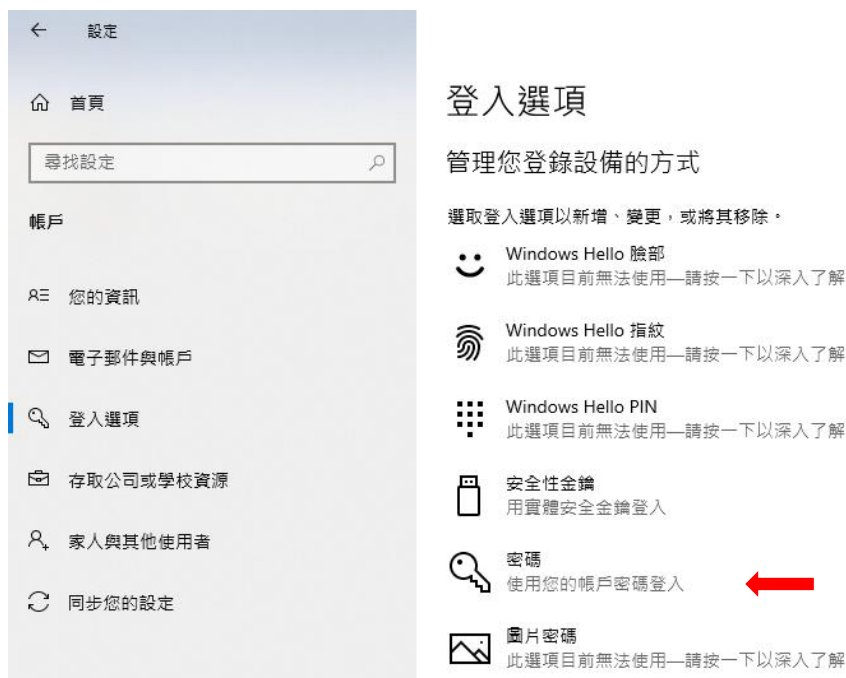 設定
首頁
尋找設定
帳戶
您的資訊
電子郵件與帳戶
登入選項
存取公司或學校資源
家人與其他使用者
同步您的設定
登入選項
管理您登錄設備的方式
選取登入選項以新增、變更，或將其移除。
Windows Hello 臉部
此選項目前無法使用—請按一下以深入了解
Windows Hello 指紋
此選項目前無法使用—請按一下以深入了解
Windows Hello PIN
此選項目前無法使用—請按一下以深入了解
安全性金鑰
用實體安全金鑰登入
密碼
使用您的帳戶密碼登入
圖片密碼
此選項目前無法使用—請按一下以深入了解